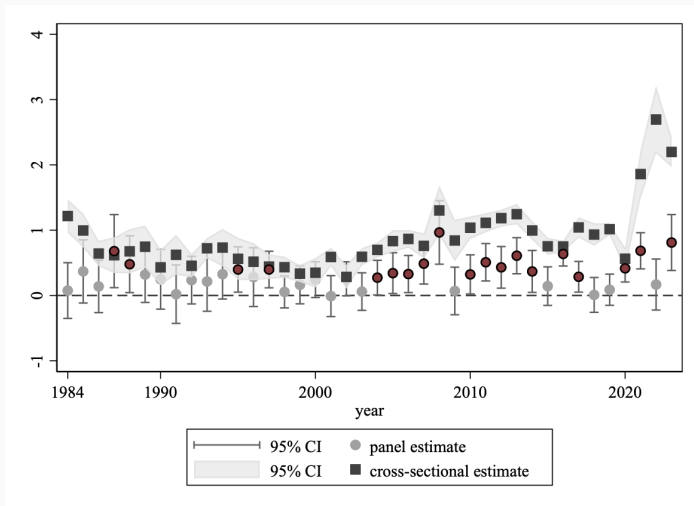 4
3
2
1
0
-1
1984 1990 2000 2010 2020
year
95% CI panel estimate
95% CI cross-sectional estimate